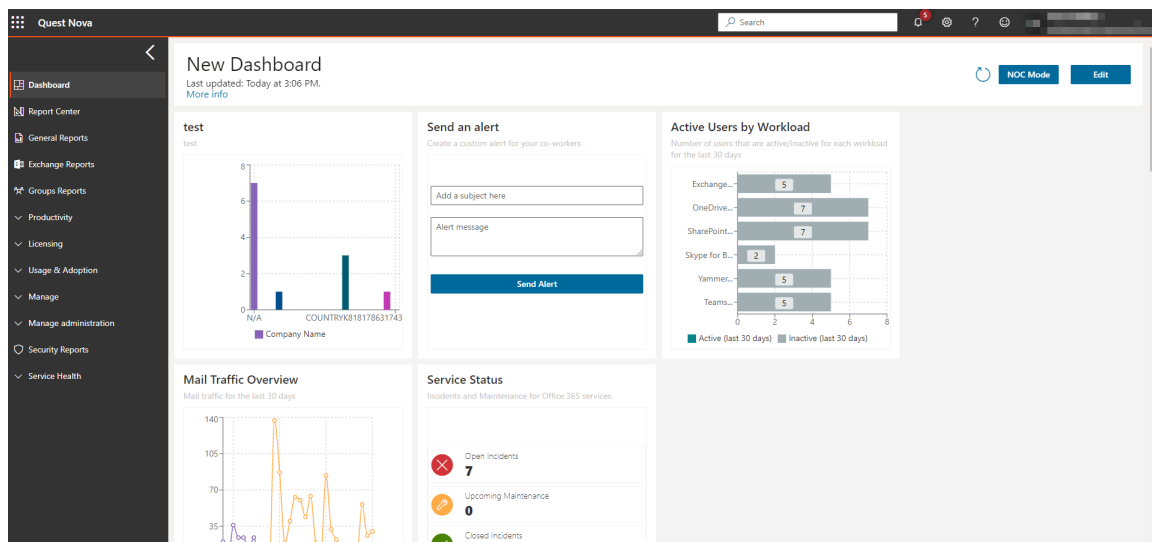 Quest Nova
Search
5
?
Dashboard
Report Center
General Reports
Exchange Reports
Groups Reports
Productivity
Licensing
Usage & Adoption
Manage
Manage administration
Security Reports
Service Health
New Dashboard
Last updated: Today at 3:06 PM.
More info
NOC Mode
Edit
test
test
8
6
4
2
0
N/A
COUNTRYK818178631743
Company Name
Send an alert
Create a custom alert for your co-workers
Add a subject here
Alert message
Send Alert
Active Users by Workload
Number of users that are active/inactive for each workload
for the last 30 days
Exchange... 5
OneDrive... 7
SharePoint... 7
Skype for B... 2
Yammer... 5
Teams... 5
0 2 4 6 8
Active (last 30 days) Inactive (last 30 days)
Mail Traffic Overview
Mail traffic for the last 30 days
140
105
70
35
Service Status
Incidents and Maintenance for Office 365 services
Open Incidents
7
Upcoming Maintenance
0
Closed Incidents